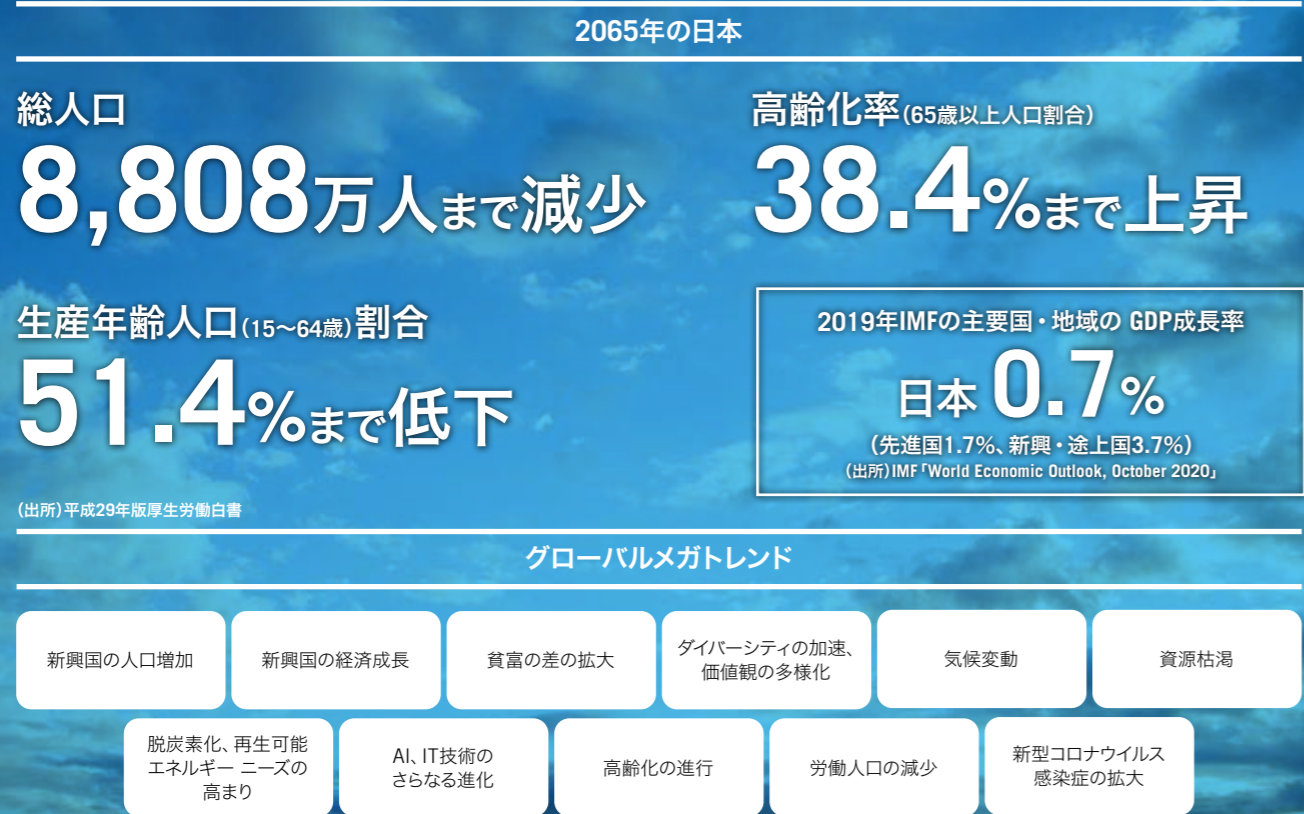 2065年の日本
総人口
8,808万人まで減少
高齢化率(65歳以上人口割合)
38.4%まで上昇
生産年齢人口(15〜64歳)割合
51.4%まで低下
2019年IMFの主要国・地域の GDP成長率
日本 0.7%
(先進国1.7%、新興・途上国3.7%)
(出所)IMF「World Economic Outlook, October 2020」
(出所)平成29年版厚生労働白書
グローバルメガトレンド
新興国の人口増加
新興国の経済成長
貧富の差の拡大
ダイバーシティの加速、
価値観の多様化
気候変動
資源枯渇
脱炭素化、再生可能
エネルギー ニーズの
高まり
AI、IT技術の
さらなる進化
高齢化の進行
労働人口の減少
新型コロナウイルス
感染症の拡大